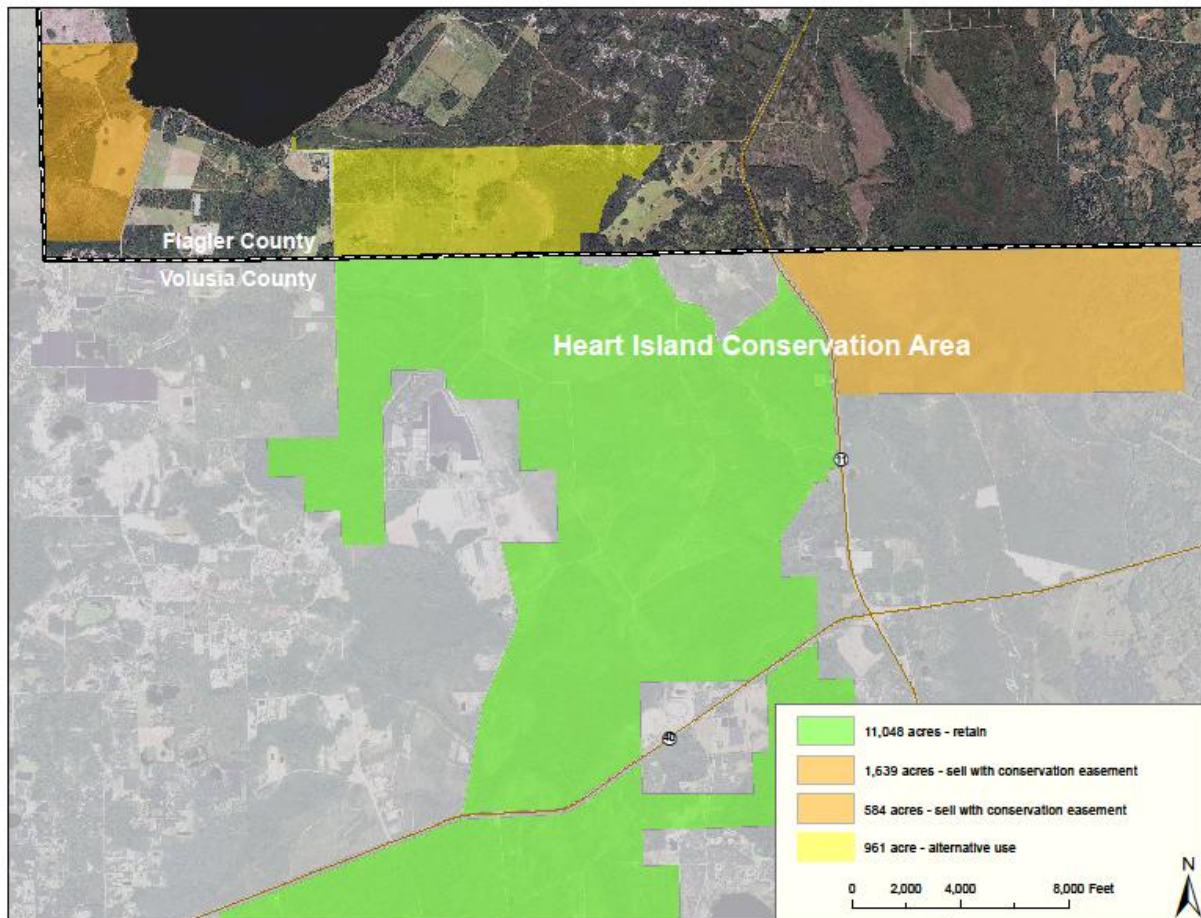 Flagler County
Volusia County
Heart Island Conservation Area
11
40
11,048 acres - retain
1,639 acres - sell with conservation easement
584 acres - sell with conservation easement
961 acre - alternative use
N
0 2,000 4,000 8,000 Feet